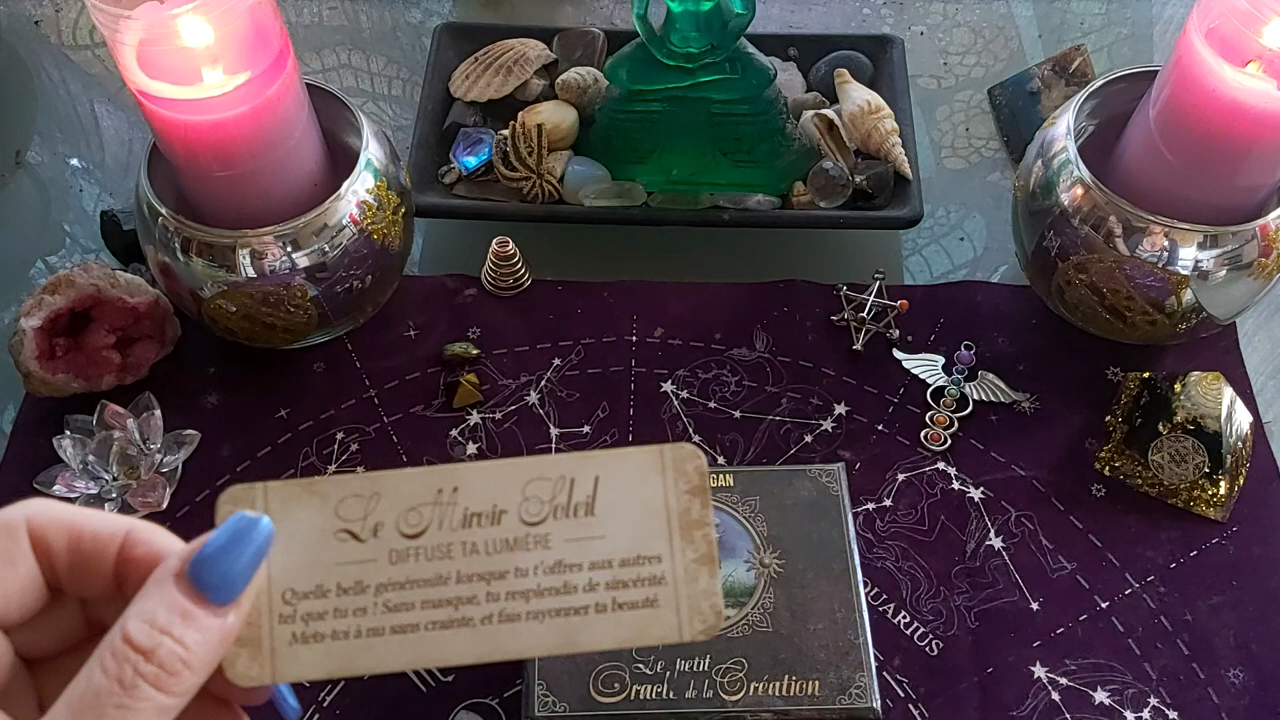 Le Miroir Soleil
DIFFUSE TA LUMIÈRE
Quelle belle générosité lorsque tu t'offres aux autres
tel que tu es ! Sans masque, tu resplendis de sincérité.
Mets-toi à nu sans crainte, et fais rayonner ta beauté.
GAN
Le petit
Oracle de la Création
QUARIUS